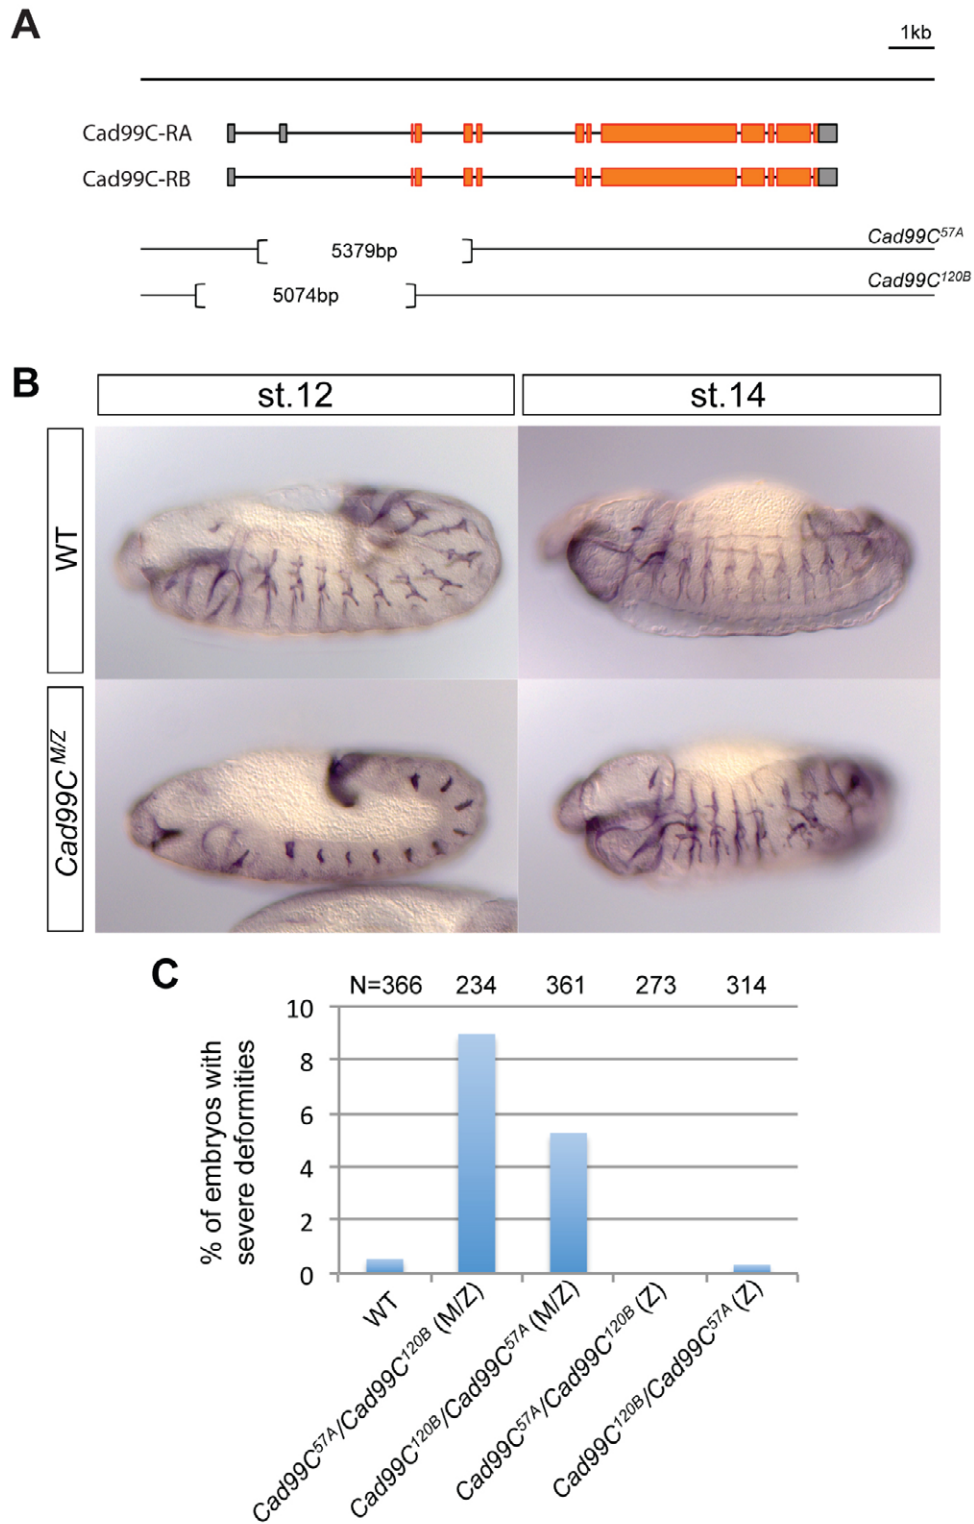 A
1kb
Cad99C-RA
Cad99C-RB
5379bp
Cad99C57A
5074bp
Cad99C120B
B
st.12
st.14
WT
Cad99C M/Z
C
N=366 234 361 273 314
% of embryos with
severe deformities
10
8
6
4
2
0
WT
Cad99C57A/Cad99C120B (M/Z)
Cad99C120B/Cad99C57A (M/Z)
Cad99C57A/Cad99C120B (Z)
Cad99C120B/Cad99C57A (Z)